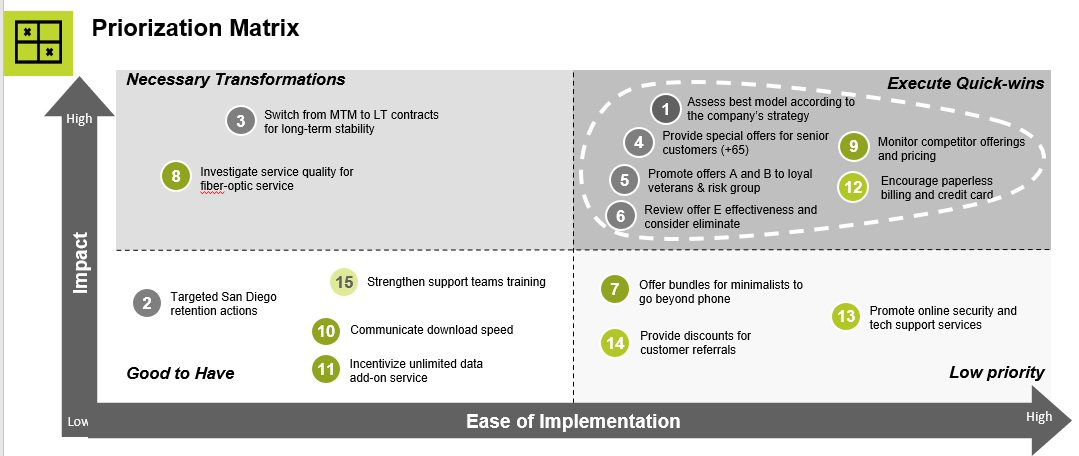 Priorization Matrix
Necessary Transformations
Execute Quick-wins
High
3
Switch from MTM to LT contracts
for long-term stability
8
Investigate service quality for
fiber-optic service
1
Assess best model according to
the company's strategy
4
Provide special offers for senior
customers (+65)
5
Promote offers A and B to loyal
veterans & risk group
6
Review offer E effectiveness and
consider eliminate
9
Monitor competitor offerings
and pricing
12
Encourage paperless
billing and credit card
Impact
2
Targeted San Diego
retention actions
15
Strengthen support teams training
10
Communicate download speed
11
Incentivize unlimited data
add-on service
Good to Have
7
Offer bundles for minimalists to
go beyond phone
14
Provide discounts for
customer referrals
13
Promote online security and
tech support services
Low priority
Low
Ease of Implementation
High